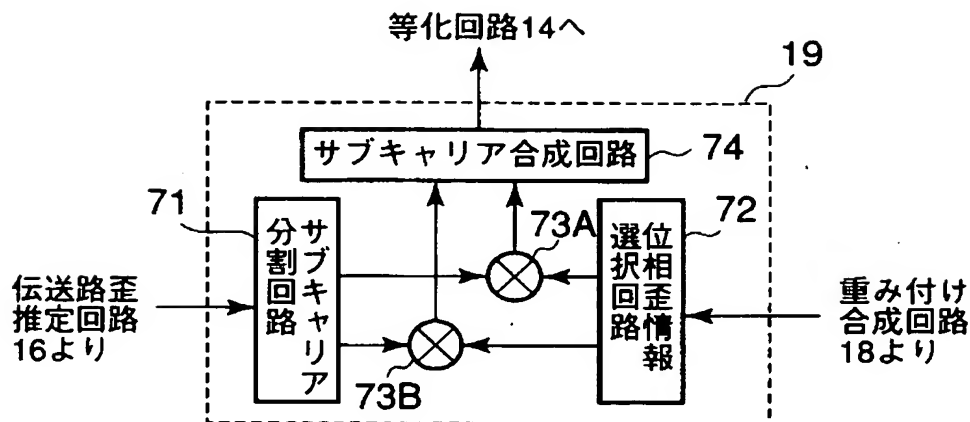 等化回路14へ
19
サブキャリア合成回路
74
71
サブキャリア
分割回路
73A
72
位相歪情報
選択回路
伝送路歪
推定回路
16より
重み付け
合成回路
18より
73B